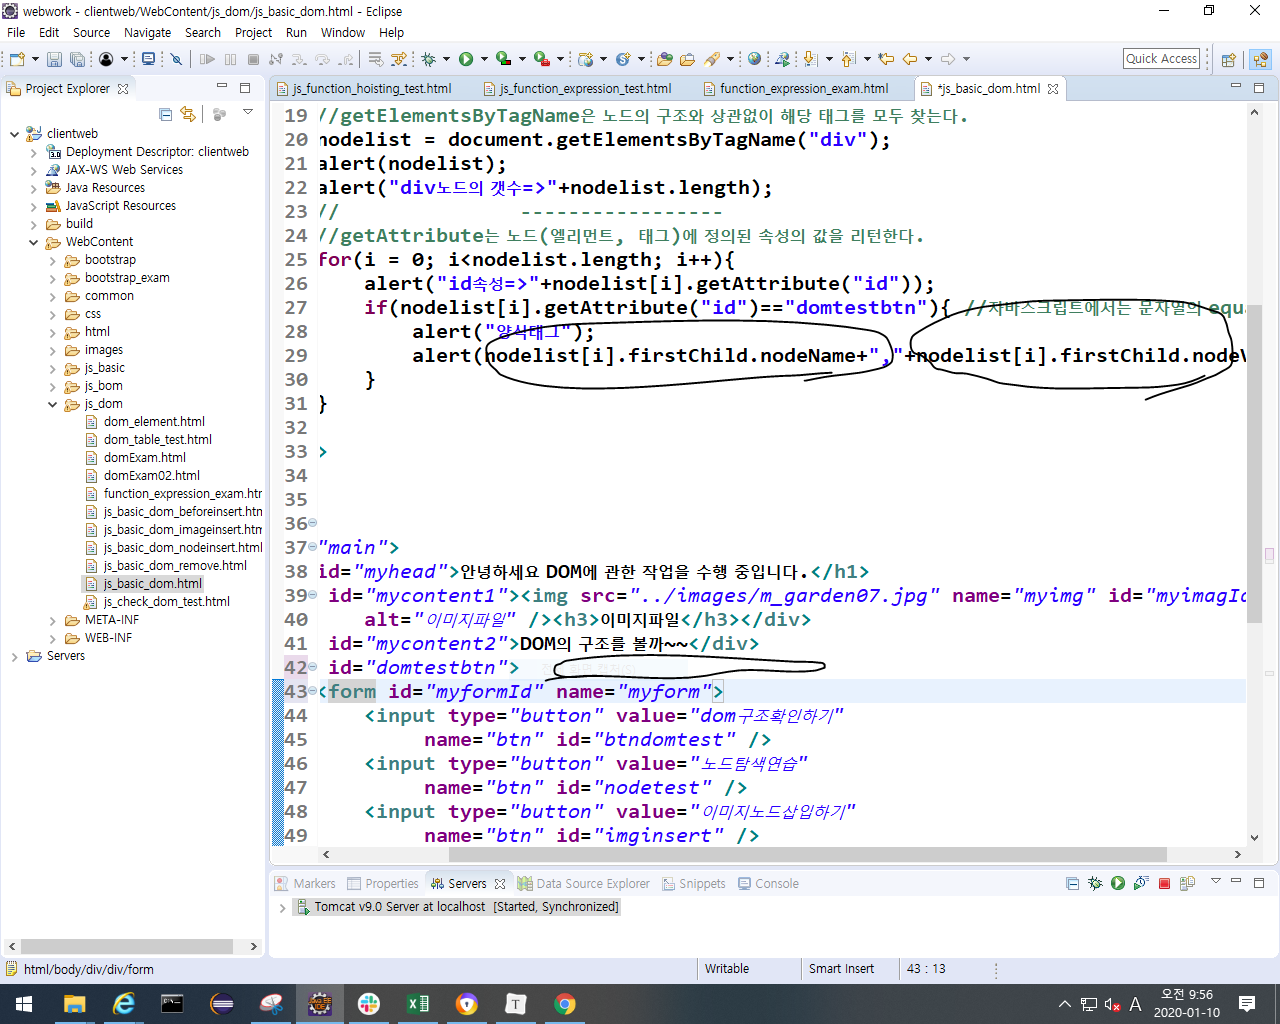 webwork - clientweb/WebContent/js_dom/js_basic_dom.html - Eclipse
File Edit Source Navigate Search Project Run Window Help
Quick Access
Project Explorer
js_function_hoisting_test.html js_function_expression_test.html function_expression_exam.html *js_basic_dom.html
clientweb
Deployment Descriptor: clientweb
JAX-WS Web Services
Java Resources
JavaScript Resources
build
WebContent
bootstrap
bootstrap_exam
common
css
html
images
js_basic
js_bom
js_dom
dom_element.html
dom_table_test.html
domExam.html
domExam02.html
function_expression_exam.htm
js_basic_dom_beforeinsert.htm
js_basic_dom_imageinsert.htm
js_basic_dom_nodeinsert.html
js_basic_dom_remove.html
js_basic_dom.html
js_check_dom_test.html
META-INF
WEB-INF
Servers
19 //getElementsByTagName은 노드의 구조와 상관없이 해당 태그를 모두 찾는다.
20 nodelist = document.getElementsByTagName("div");
21 alert(nodelist);
22 alert("div노드의 갯수=>"+nodelist.length);
23 // -----------------
24 //getAttribute는 노드(엘리먼트, 태그)에 정의된 속성의 값을 리턴한다.
25 for(i = 0; i<nodelist.length; i++){
26 alert("id속성=>"+nodelist[i].getAttribute("id"));
27 if(nodelist[i].getAttribute("id")=="domtestbtn"){ //자바스크립트에서는 문자열의 equ
28 alert("양식태그");
29 alert(nodelist[i].firstChild.nodeName+","+nodelist[i].firstChild.nodeV
30 }
31 }
32
33 >
34
35
36
37 "main">
38 id="myhead">안녕하세요 DOM에 관한 작업을 수행 중입니다.</h1>
39 id="mycontent1"><img src="../images/m_garden07.jpg" name="myimg" id="myimagId
40 alt="이미지파일" /><h3>이미지파일</h3></div>
41 id="mycontent2">DOM의 구조를 볼까~~</div>
42 id="domtestbtn">
43 <form id="myformId" name="myform">
44 <input type="button" value="dom구조확인하기"
45 name="btn" id="btndomtest" />
46 <input type="button" value="노드탐색연습"
47 name="btn" id="nodetest" />
48 <input type="button" value="이미지노드삽입하기"
49 name="btn" id="imginsert" />
Markers Properties Servers Data Source Explorer Snippets Console
Tomcat v9.0 Server at localhost [Started, Synchronized]
html/body/div/div/form Writable Smart Insert 43 : 13
A 오전 9:56
2020-01-10